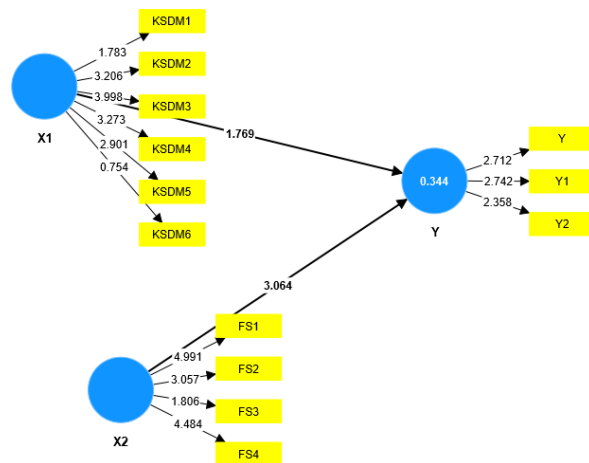 KSDM1
1.783
KSDM2
3.206
KSDM3
3.998
X1
3.273
KSDM4
2.901
0.754
KSDM5
KSDM6
1.769
0.344
Y
2.712
Y
2.742
Y1
2.358
Y2
3.064
FS1
4.991
FS2
3.057
FS3
1.806
FS4
4.484
X2